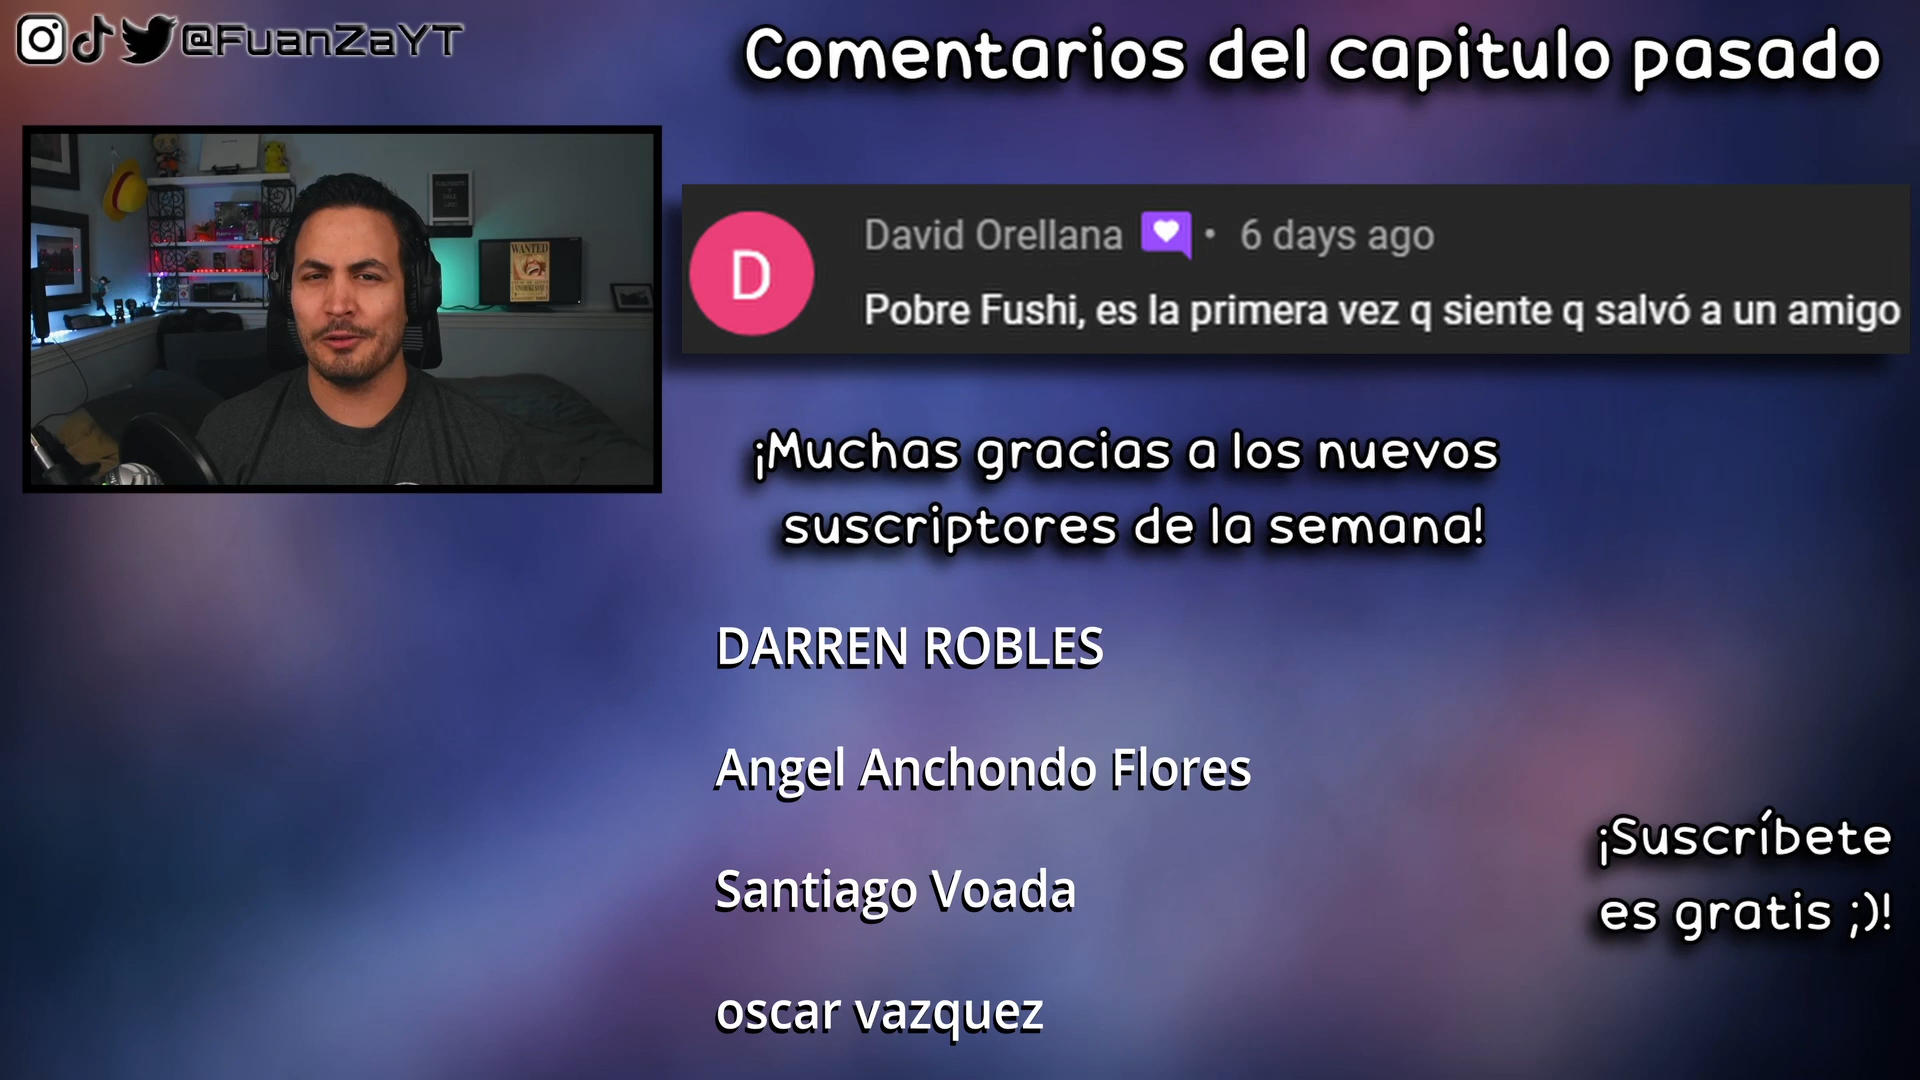 @FuanZaYT
Comentarios del capitulo pasado
WANTED
David Orellana • 6 days ago
D
Pobre Fushi, es la primera vez q siente q salvó a un amigo
¡Muchas gracias a los nuevos
suscriptores de la semana!
DARREN ROBLES
Angel Anchondo Flores
Santiago Voada
oscar vazquez
¡Suscríbete
es gratis ;)!